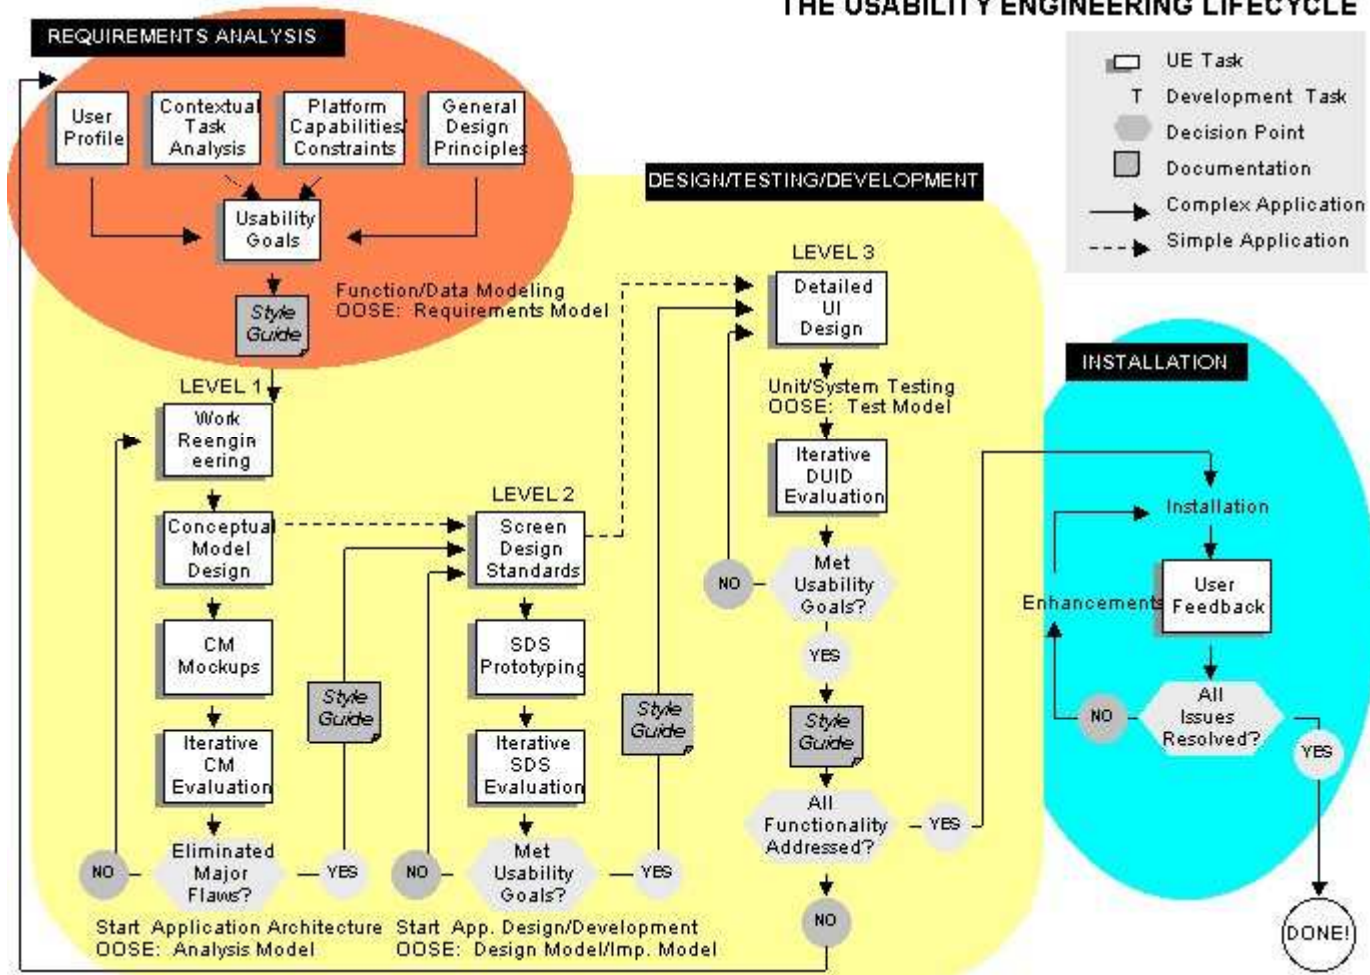 THE USABILITY ENGINEERING LIFECYCLE
REQUIREMENTS ANALYSIS
User
Profile
Contextual
Task
Analysis
Platform
Capabilities/
Constraints
General
Design
Principles
Usability
Goals
Style
Guide
Function/Data Modeling
OOSE: Requirements Model
UE Task
T Development Task
Decision Point
Documentation
Complex Application
Simple Application
DESIGN/TESTING/DEVELOPMENT
LEVEL 1
Work
Reengin
eering
Conceptual
Model
Design
CM
Mockups
Iterative
CM
Evaluation
Eliminated
Major
Flaws?
NO
YES
Style
Guide
Start Application Architecture
OOSE: Analysis Model
LEVEL 2
Screen
Design
Standards
SDS
Prototyping
Iterative
SDS
Evaluation
Met
Usability
Goals?
NO
YES
Style
Guide
Start App. Design/Development
OOSE: Design Model/Imp. Model
LEVEL 3
Detailed
UI
Design
Unit/System Testing
OOSE: Test Model
Iterative
DUID
Evaluation
Met
Usability
Goals?
NO
YES
Style
Guide
All
Functionality
Addressed?
YES
NO
INSTALLATION
Installation
User
Feedback
Enhancements
All
Issues
Resolved?
NO
YES
DONE!